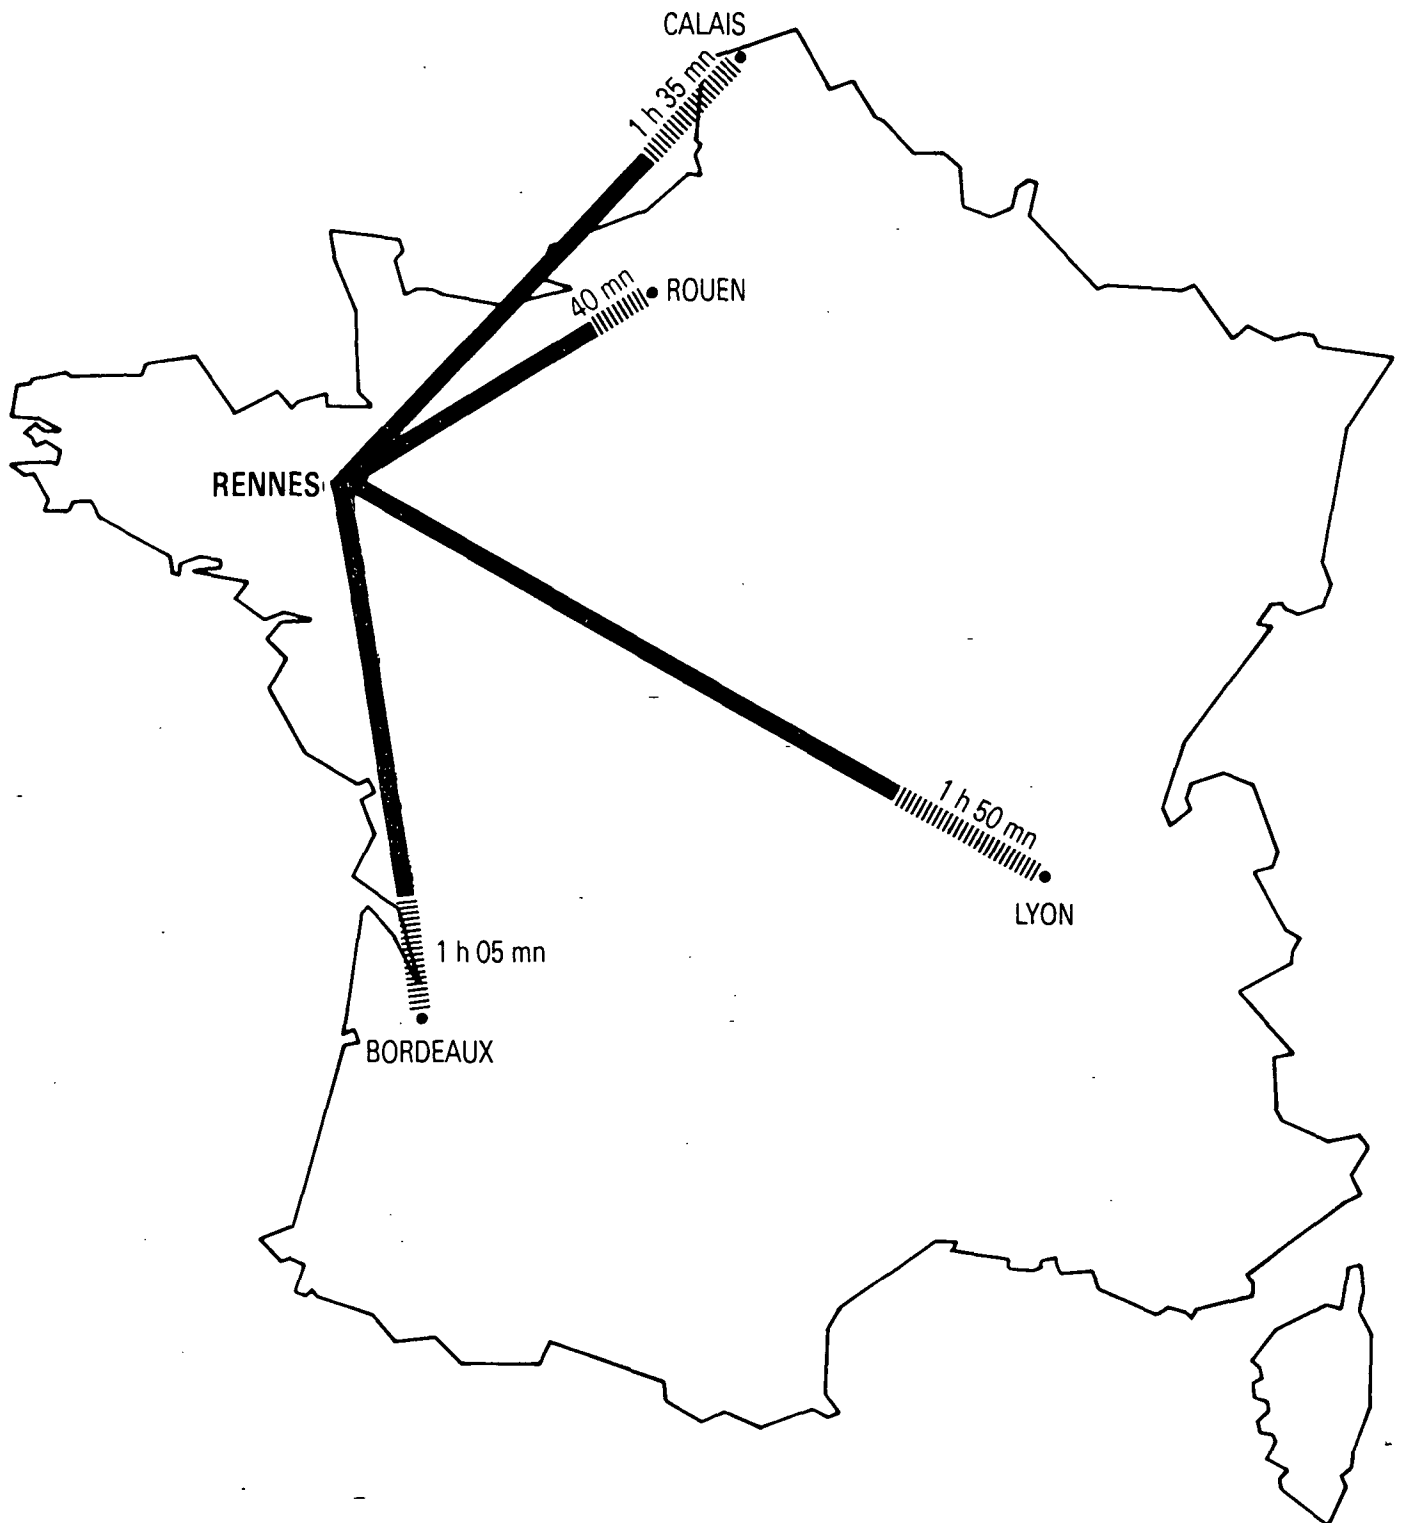 CALAIS
1 h 35 mn
40 mn
ROUEN
RENNES
1 h 50 mn
LYON
1 h 05 mn
BORDEAUX